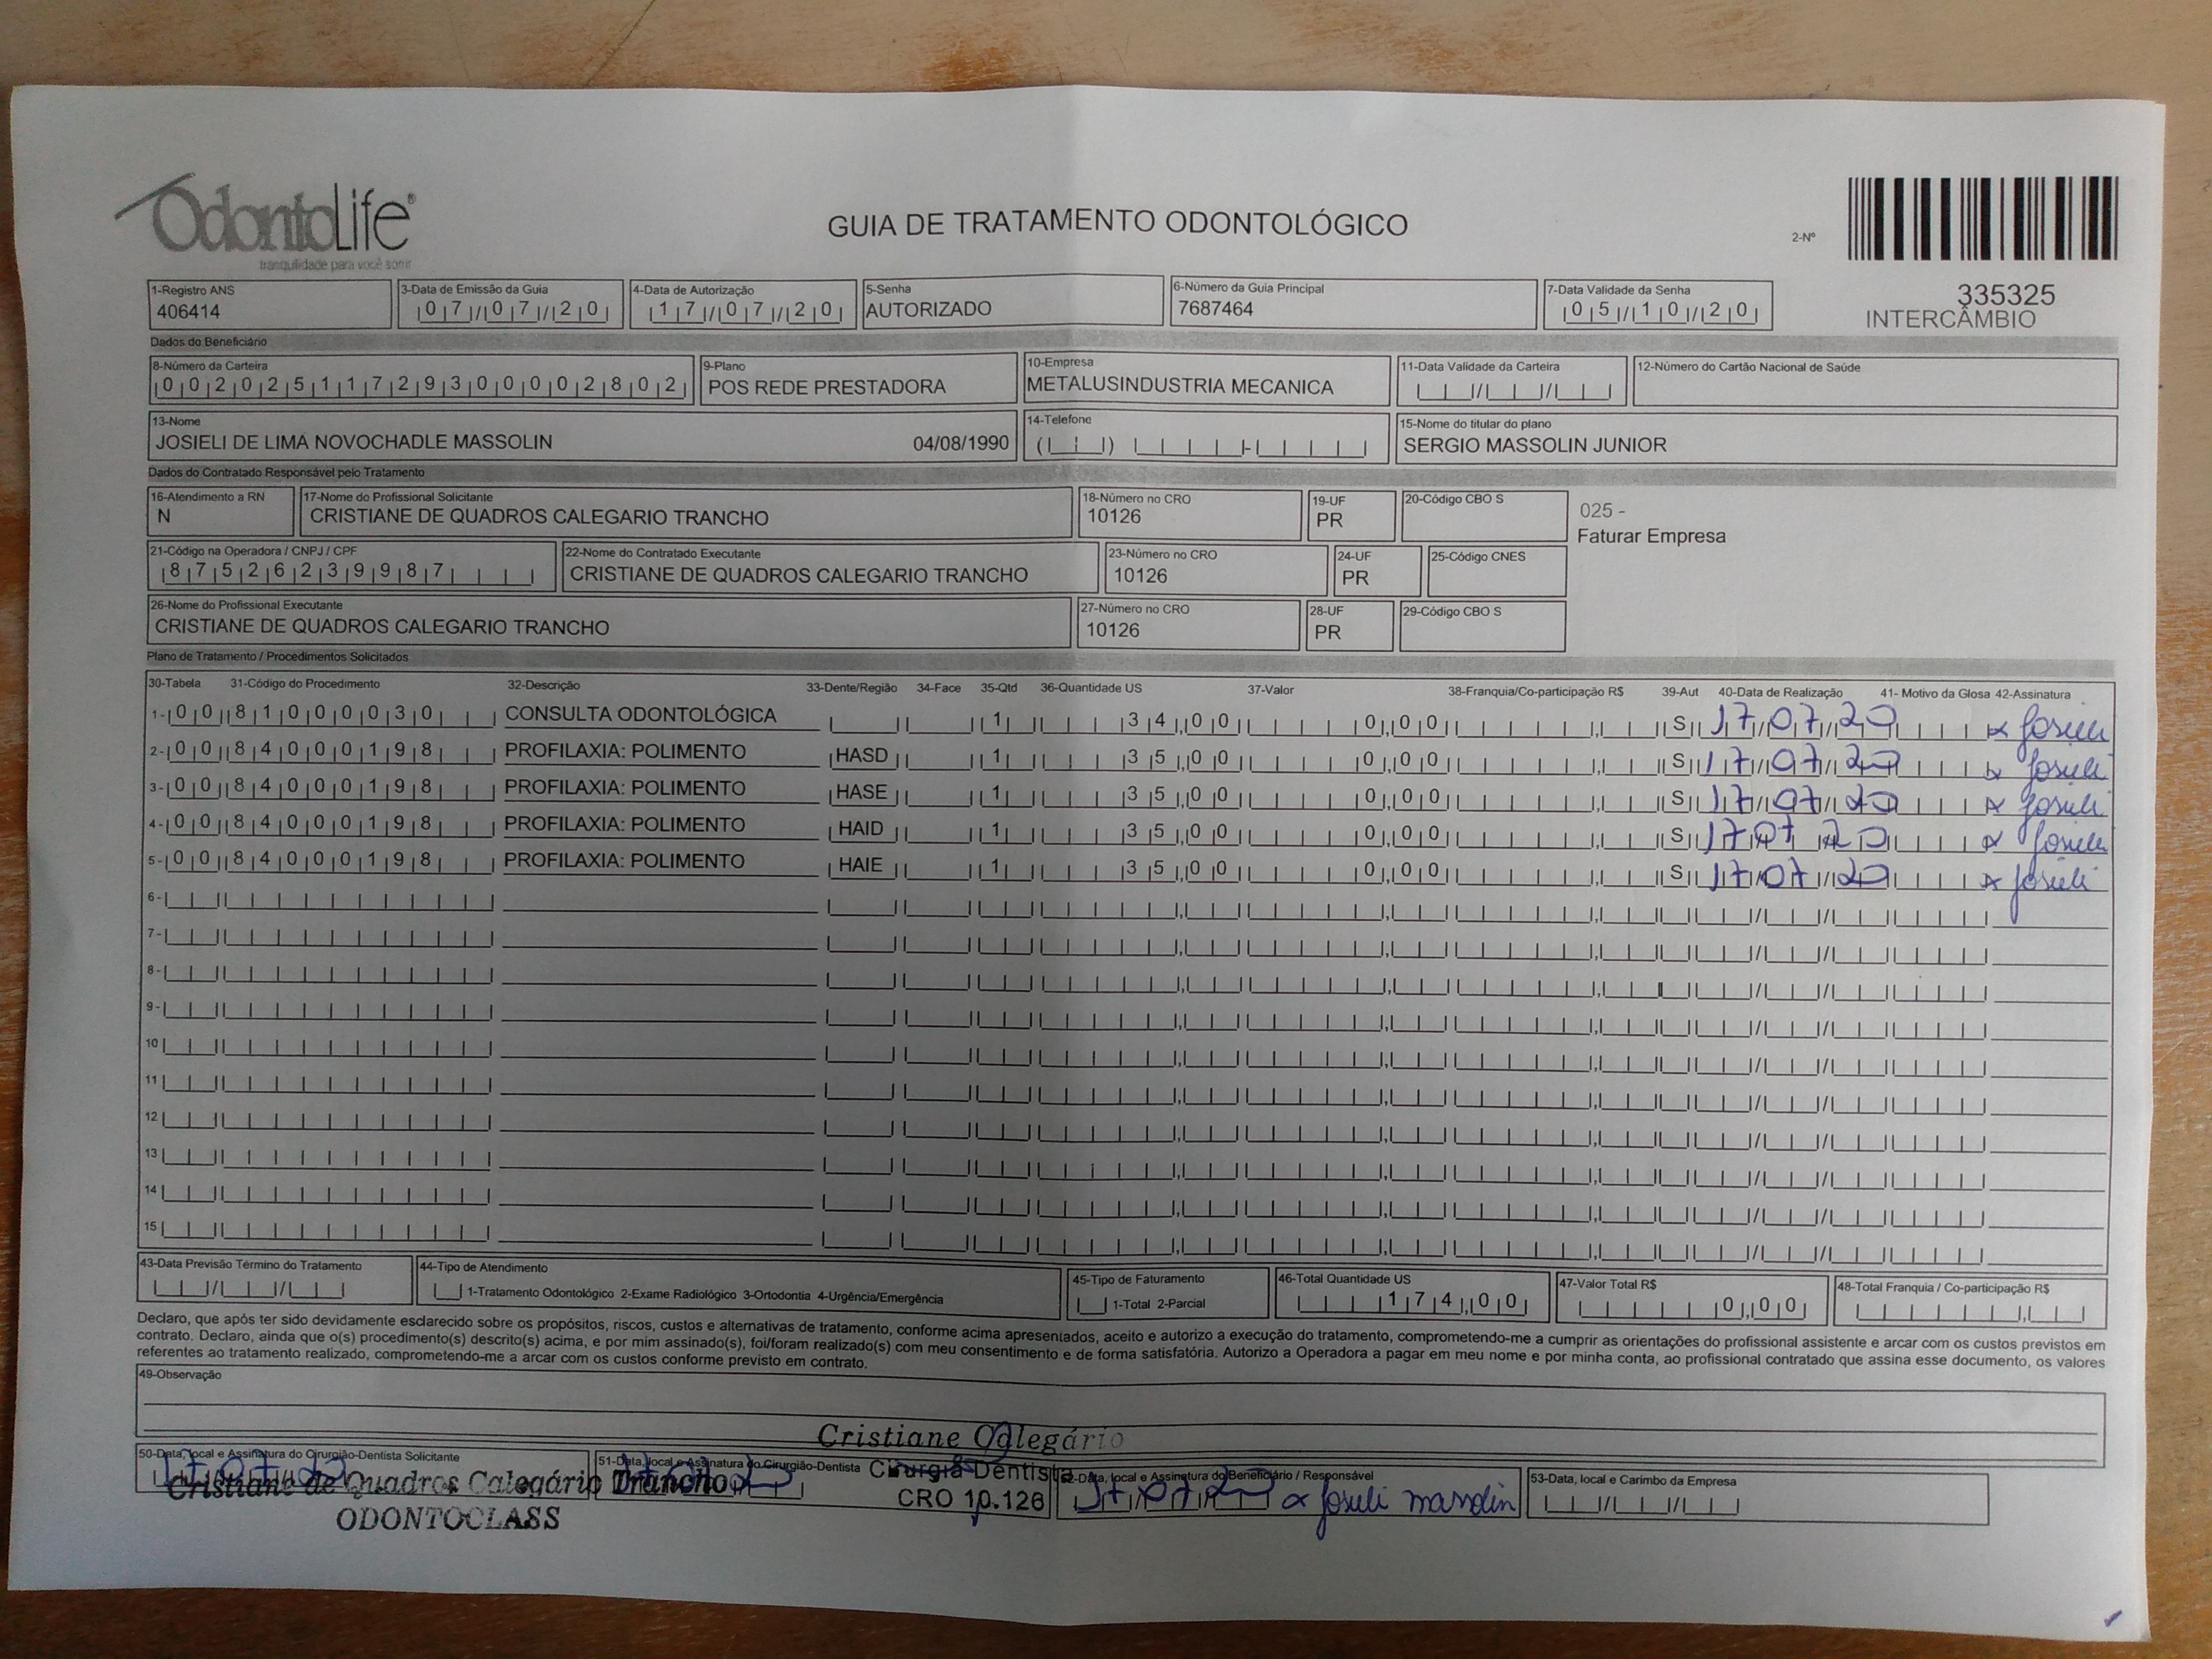 OdontoLife®
tranquilidade para você sorrir
GUIA DE TRATAMENTO ODONTOLÓGICO
2-Nº
335325
INTERCÂMBIO
1-Registro ANS 3-Data de Emissão da Guia 4-Data de Autorização 5-Senha 6-Número da Guia Principal 7-Data Validade da Senha
406414 07/07/20 17/07/20 AUTORIZADO 7687464 05/10/20
Dados do Beneficiário
8-Número da Carteira 9-Plano 10-Empresa 11-Data Validade da Carteira 12-Número do Cartão Nacional de Saúde
00202511729300002802 POS REDE PRESTADORA METALUSINDUSTRIA MECANICA
13-Nome 14-Telefone 15-Nome do titular do plano
JOSIELI DE LIMA NOVOCHADLE MASSOLIN 04/08/1990 SERGIO MASSOLIN JUNIOR
Dados do Contratado Responsável pelo Tratamento
16-Atendimento a RN 17-Nome do Profissional Solicitante 18-Número no CRO 19-UF 20-Código CBO S
N CRISTIANE DE QUADROS CALEGARIO TRANCHO 10126 PR
025 -
Faturar Empresa
21-Código na Operadora / CNPJ / CPF 22-Nome do Contratado Executante 23-Número no CRO 24-UF 25-Código CNES
87526239987 CRISTIANE DE QUADROS CALEGARIO TRANCHO 10126 PR
26-Nome do Profissional Executante 27-Número no CRO 28-UF 29-Código CBO S
CRISTIANE DE QUADROS CALEGARIO TRANCHO 10126 PR
Plano de Tratamento / Procedimentos Solicitados
30-Tabela 31-Código do Procedimento 32-Descrição 33-Dente/Região 34-Face 35-Qtd 36-Quantidade US 37-Valor 38-Franquia/Co-participação R$ 39-Aut 40-Data de Realização 41- Motivo da Glosa 42-Assinatura
1- 00 81000030 CONSULTA ODONTOLÓGICA 1 34,00 0,00 S 17/07/20 x Josieli
2- 00 84000198 PROFILAXIA: POLIMENTO HASD 1 35,00 0,00 S 17/07/20 x Josieli
3- 00 84000198 PROFILAXIA: POLIMENTO HASE 1 35,00 0,00 S 17/07/20 x Josieli
4- 00 84000198 PROFILAXIA: POLIMENTO HAID 1 35,00 0,00 S 17/07/20 x Josieli
5- 00 84000198 PROFILAXIA: POLIMENTO HAIE 1 35,00 0,00 S 17/07/20 x Josieli
6-
7-
8-
9-
10
11
12
13
14
15
43-Data Previsão Término do Tratamento 44-Tipo de Atendimento 45-Tipo de Faturamento 46-Total Quantidade US 47-Valor Total R$ 48-Total Franquia / Co-participação R$
1-Tratamento Odontológico 2-Exame Radiológico 3-Ortodontia 4-Urgência/Emergência 1-Total 2-Parcial 174,00 0,00
Declaro, que após ter sido devidamente esclarecido sobre os propósitos, riscos, custos e alternativas de tratamento, conforme acima apresentados, aceito e autorizo a execução do tratamento, comprometendo-me a cumprir as orientações do profissional assistente e arcar com os custos previstos em
contrato. Declaro, ainda que o(s) procedimento(s) descrito(s) acima, e por mim assinado(s), foi/foram realizado(s) com meu consentimento e de forma satisfatória. Autorizo a Operadora a pagar em meu nome e por minha conta, ao profissional contratado que assina esse documento, os valores
referentes ao tratamento realizado, comprometendo-me a arcar com os custos conforme previsto em contrato.
49-Observação
Cristiane Calegário
50-Data, local e Assinatura do Cirurgião-Dentista Solicitante 51-Data, local e Assinatura do Cirurgião-Dentista Cirurgiã Dentista 52-Data, local e Assinatura do Beneficiário / Responsável 53-Data, local e Carimbo da Empresa
17/07/20 Cristiane de Quadros Calegário Trancho 17/07/20 CRO 10.126 17/07/20 x Josieli Massolin
ODONTOCLASS